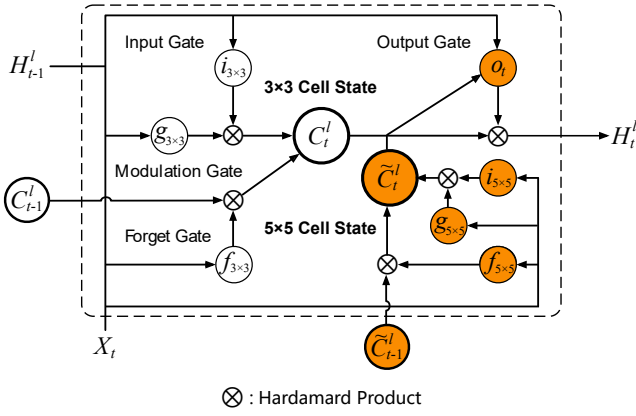 Input Gate
Output Gate
H^l_{t-1}
i_{3×3}
o_t
3×3 Cell State
g_{3×3}
C^l_t
H^l_t
Modulation Gate
C̃^l_t
i_{5×5}
C^l_{t-1}
g_{5×5}
Forget Gate
5×5 Cell State
f_{3×3}
f_{5×5}
X_t
C̃^l_{t-1}
⊗ : Hardamard Product